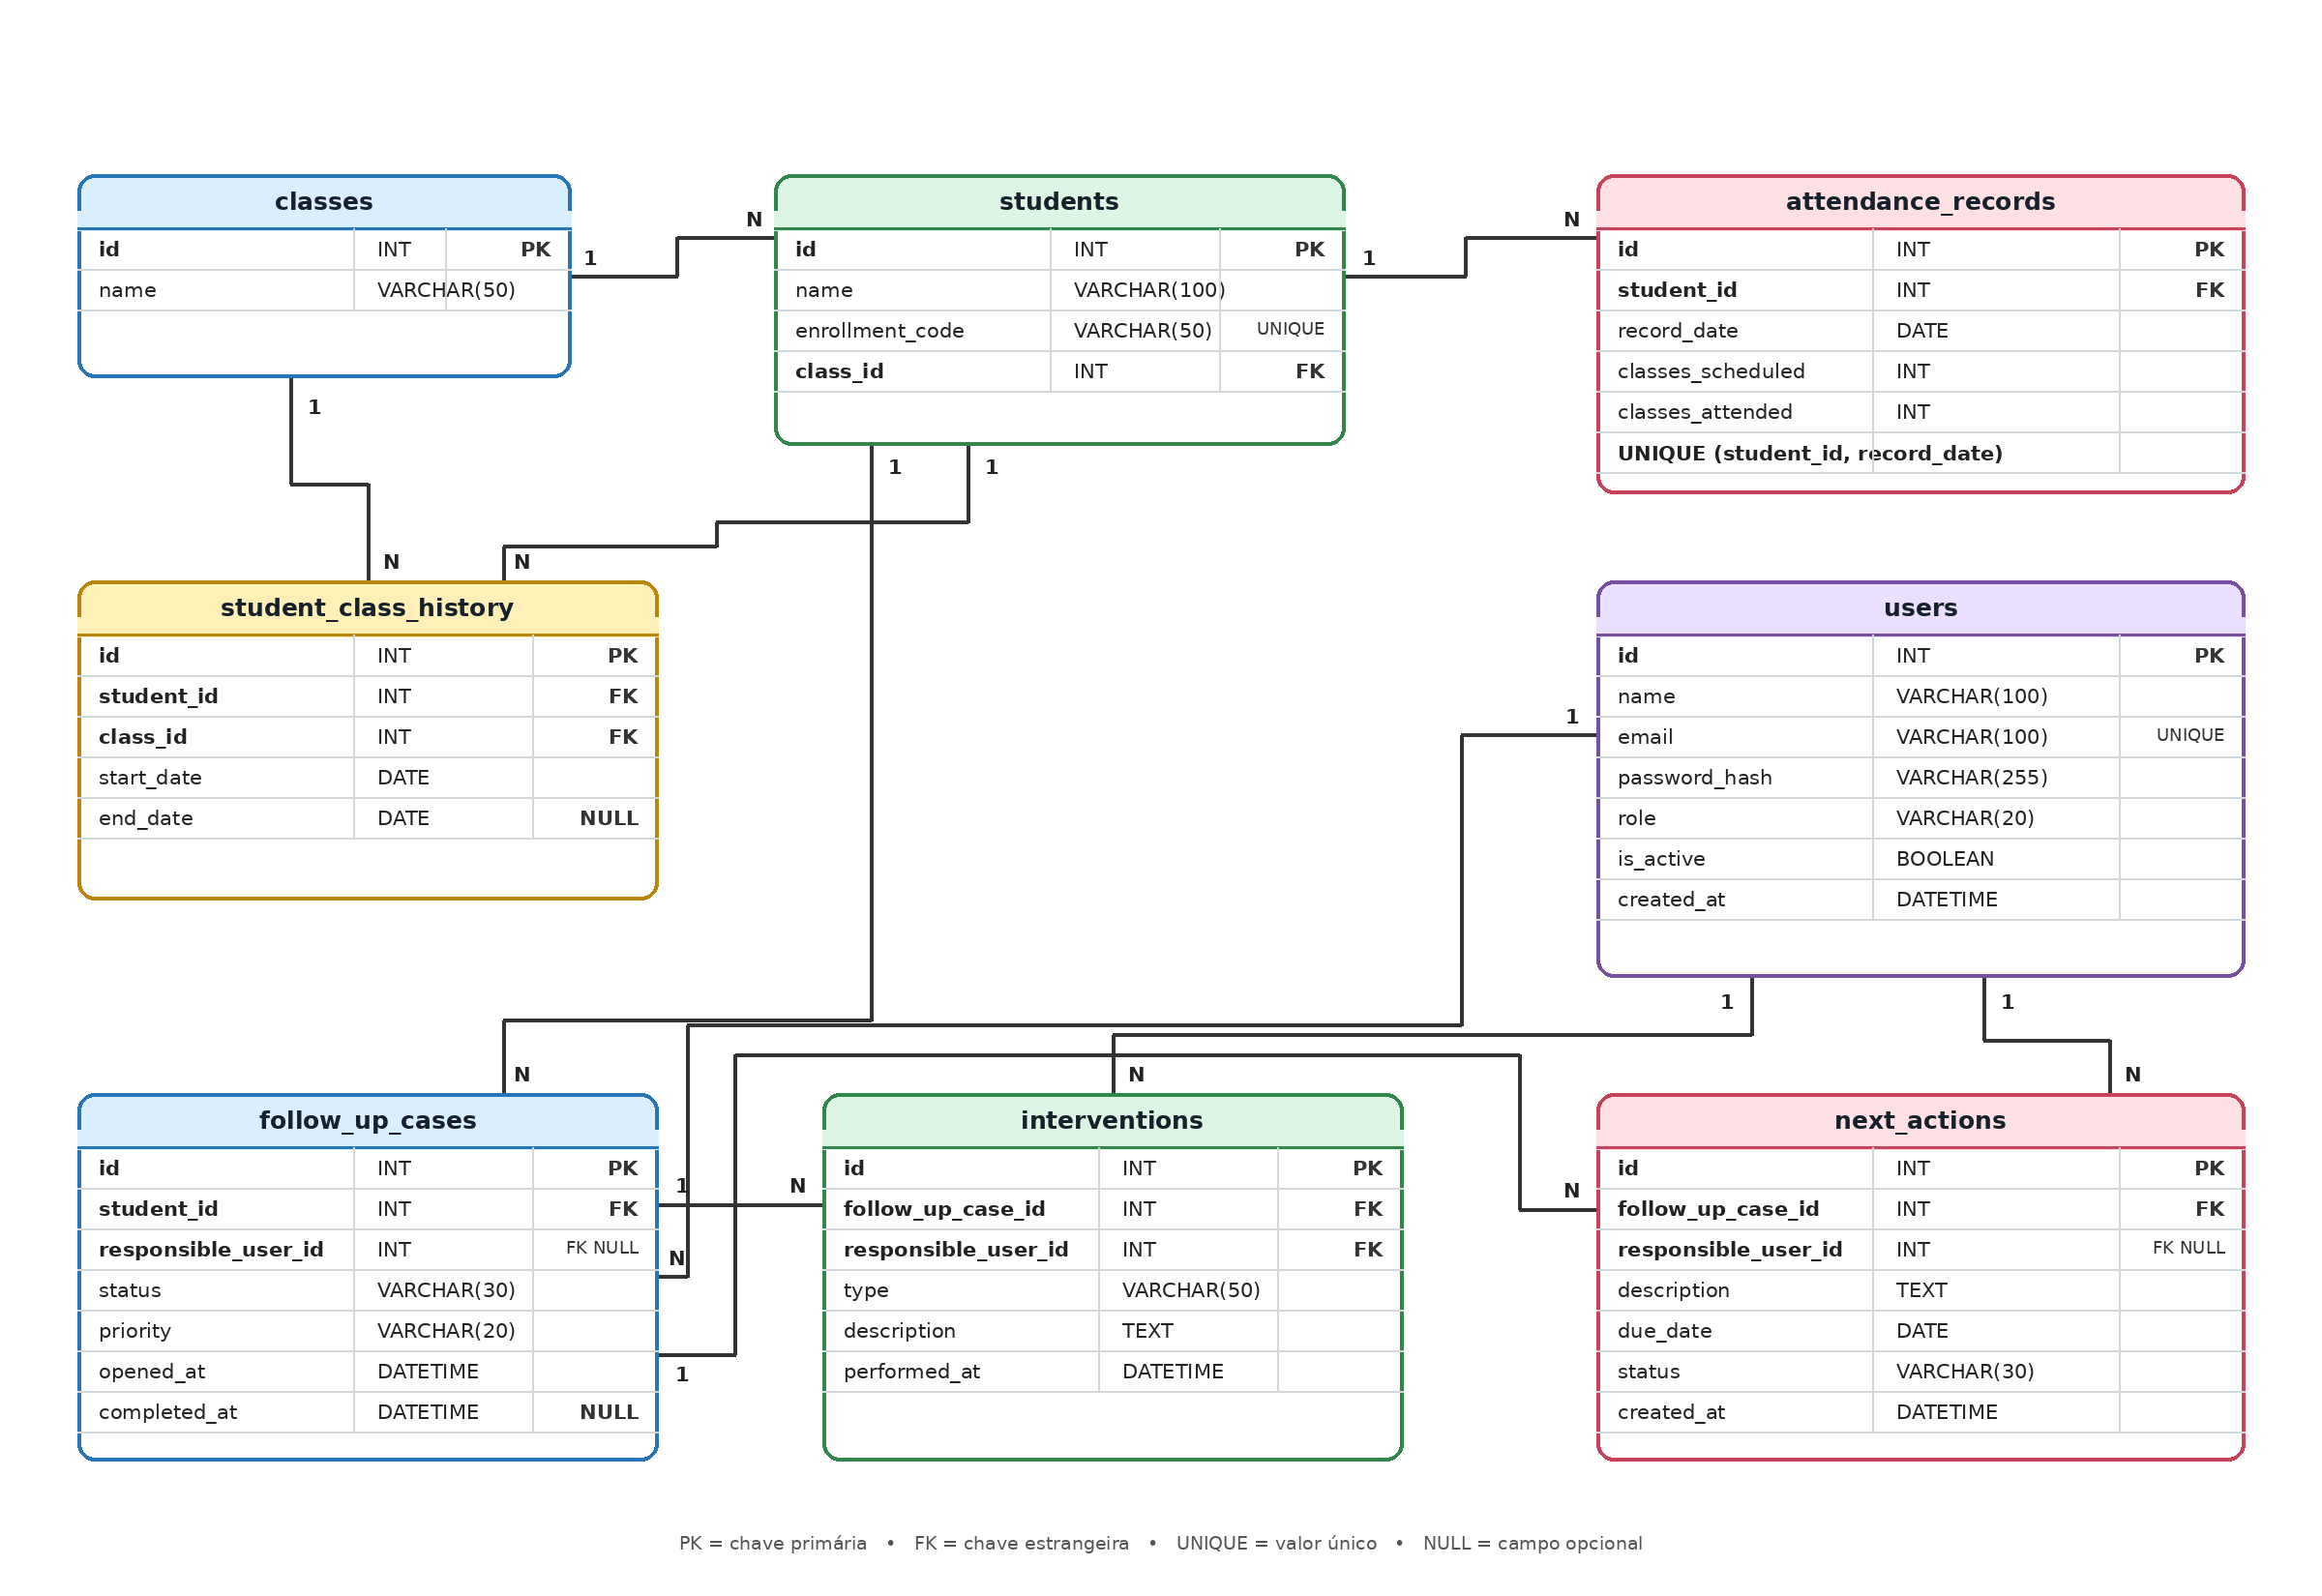 classes
id INT PK
name VARCHAR(50)
1
N
students
id INT PK
name VARCHAR(100)
enrollment_code VARCHAR(50) UNIQUE
class_id INT FK
1
N
attendance_records
id INT PK
student_id INT FK
record_date DATE
classes_scheduled INT
classes_attended INT
UNIQUE (student_id, record_date)
1
1
1
N
N
student_class_history
id INT PK
student_id INT FK
class_id INT FK
start_date DATE
end_date DATE NULL
1
users
id INT PK
name VARCHAR(100)
email VARCHAR(100) UNIQUE
password_hash VARCHAR(255)
role VARCHAR(20)
is_active BOOLEAN
created_at DATETIME
1
1
N
N
N
follow_up_cases
id INT PK
student_id INT FK
responsible_user_id INT FK NULL
status VARCHAR(30)
priority VARCHAR(20)
opened_at DATETIME
completed_at DATETIME NULL
1
N
N
1
interventions
id INT PK
follow_up_case_id INT FK
responsible_user_id INT FK
type VARCHAR(50)
description TEXT
performed_at DATETIME
N
next_actions
id INT PK
follow_up_case_id INT FK
responsible_user_id INT FK NULL
description TEXT
due_date DATE
status VARCHAR(30)
created_at DATETIME
PK = chave primária • FK = chave estrangeira • UNIQUE = valor único • NULL = campo opcional